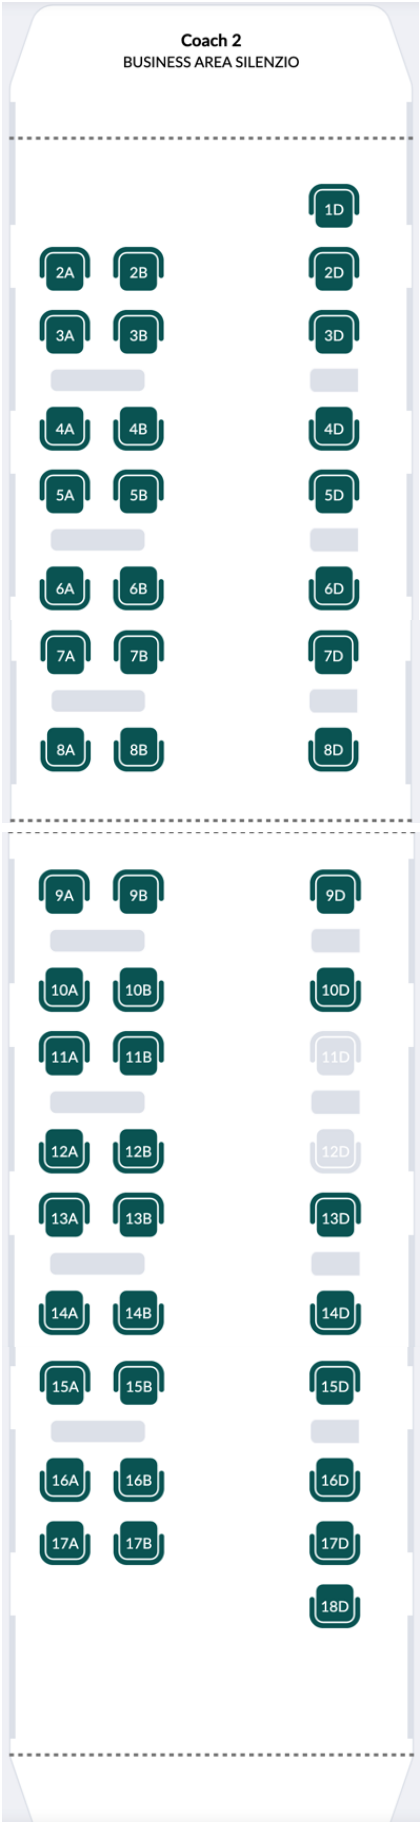 Coach 2
BUSINESS AREA SILENZIO
1D
2A 2B 2D
3A 3B 3D
4A 4B 4D
5A 5B 5D
6A 6B 6D
7A 7B 7D
8A 8B 8D
9A 9B 9D
10A 10B 10D
11A 11B 11D
12A 12B 12D
13A 13B 13D
14A 14B 14D
15A 15B 15D
16A 16B 16D
17A 17B 17D
18D